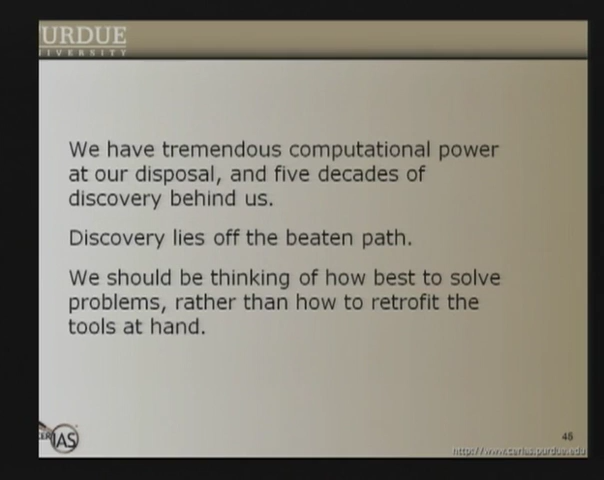 URDUE
IVERSITY
We have tremendous computational power
at our disposal, and five decades of
discovery behind us.
Discovery lies off the beaten path.
We should be thinking of how best to solve
problems, rather than how to retrofit the
tools at hand.
IAS
45
http://www.cerias.purdue.edu